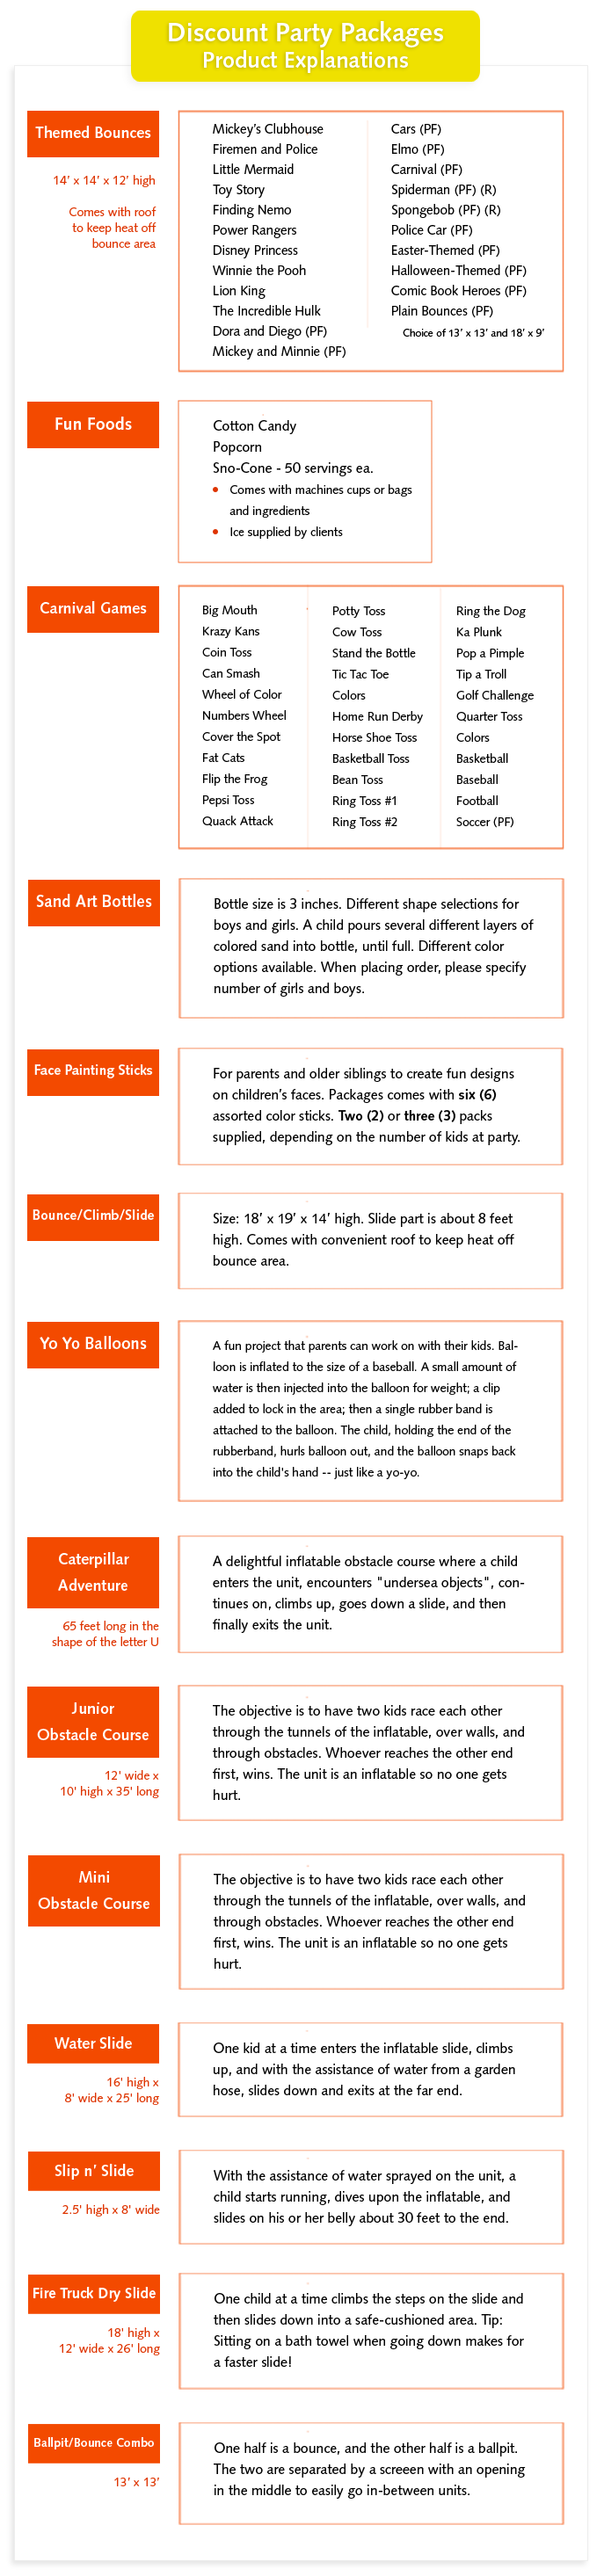 Discount Party Packages
Product Explanations
Themed Bounces
14' x 14' x 12' high
Comes with roof
to keep heat off
bounce area
Mickey's Clubhouse
Firemen and Police
Little Mermaid
Toy Story
Finding Nemo
Power Rangers
Disney Princess
Winnie the Pooh
Lion King
The Incredible Hulk
Dora and Diego (PF)
Mickey and Minnie (PF)
Cars (PF)
Elmo (PF)
Carnival (PF)
Spiderman (PF) (R)
Spongebob (PF) (R)
Police Car (PF)
Easter-Themed (PF)
Halloween-Themed (PF)
Comic Book Heroes (PF)
Plain Bounces (PF)
Choice of 13' x 13' and 18' x 9'
Fun Foods
Cotton Candy
Popcorn
Sno-Cone - 50 servings ea.
• Comes with machines cups or bags
and ingredients
• Ice supplied by clients
Carnival Games
Big Mouth
Krazy Kans
Coin Toss
Can Smash
Wheel of Color
Numbers Wheel
Cover the Spot
Fat Cats
Flip the Frog
Pepsi Toss
Quack Attack
Potty Toss
Cow Toss
Stand the Bottle
Tic Tac Toe
Colors
Home Run Derby
Horse Shoe Toss
Basketball Toss
Bean Toss
Ring Toss #1
Ring Toss #2
Ring the Dog
Ka Plunk
Pop a Pimple
Tip a Troll
Golf Challenge
Quarter Toss
Colors
Basketball
Baseball
Football
Soccer (PF)
Sand Art Bottles
Bottle size is 3 inches. Different shape selections for
boys and girls. A child pours several different layers of
colored sand into bottle, until full. Different color
options available. When placing order, please specify
number of girls and boys.
Face Painting Sticks
For parents and older siblings to create fun designs
on children's faces. Packages comes with six (6)
assorted color sticks. Two (2) or three (3) packs
supplied, depending on the number of kids at party.
Bounce/Climb/Slide
Size: 18' x 19' x 14' high. Slide part is about 8 feet
high. Comes with convenient roof to keep heat off
bounce area.
Yo Yo Balloons
A fun project that parents can work on with their kids. Bal-
loon is inflated to the size of a baseball. A small amount of
water is then injected into the balloon for weight; a clip
added to lock in the area; then a single rubber band is
attached to the balloon. The child, holding the end of the
rubberband, hurls balloon out, and the balloon snaps back
into the child's hand -- just like a yo-yo.
Caterpillar
Adventure
65 feet long in the
shape of the letter U
A delightful inflatable obstacle course where a child
enters the unit, encounters "undersea objects", con-
tinues on, climbs up, goes down a slide, and then
finally exits the unit.
Junior
Obstacle Course
12' wide x
10' high x 35' long
The objective is to have two kids race each other
through the tunnels of the inflatable, over walls, and
through obstacles. Whoever reaches the other end
first, wins. The unit is an inflatable so no one gets
hurt.
Mini
Obstacle Course
The objective is to have two kids race each other
through the tunnels of the inflatable, over walls, and
through obstacles. Whoever reaches the other end
first, wins. The unit is an inflatable so no one gets
hurt.
Water Slide
16' high x
8' wide x 25' long
One kid at a time enters the inflatable slide, climbs
up, and with the assistance of water from a garden
hose, slides down and exits at the far end.
Slip n' Slide
2.5' high x 8' wide
With the assistance of water sprayed on the unit, a
child starts running, dives upon the inflatable, and
slides on his or her belly about 30 feet to the end.
Fire Truck Dry Slide
18' high x
12' wide x 26' long
One child at a time climbs the steps on the slide and
then slides down into a safe-cushioned area. Tip:
Sitting on a bath towel when going down makes for
a faster slide!
Ballpit/Bounce Combo
13' x 13'
One half is a bounce, and the other half is a ballpit.
The two are separated by a screeen with an opening
in the middle to easily go in-between units.